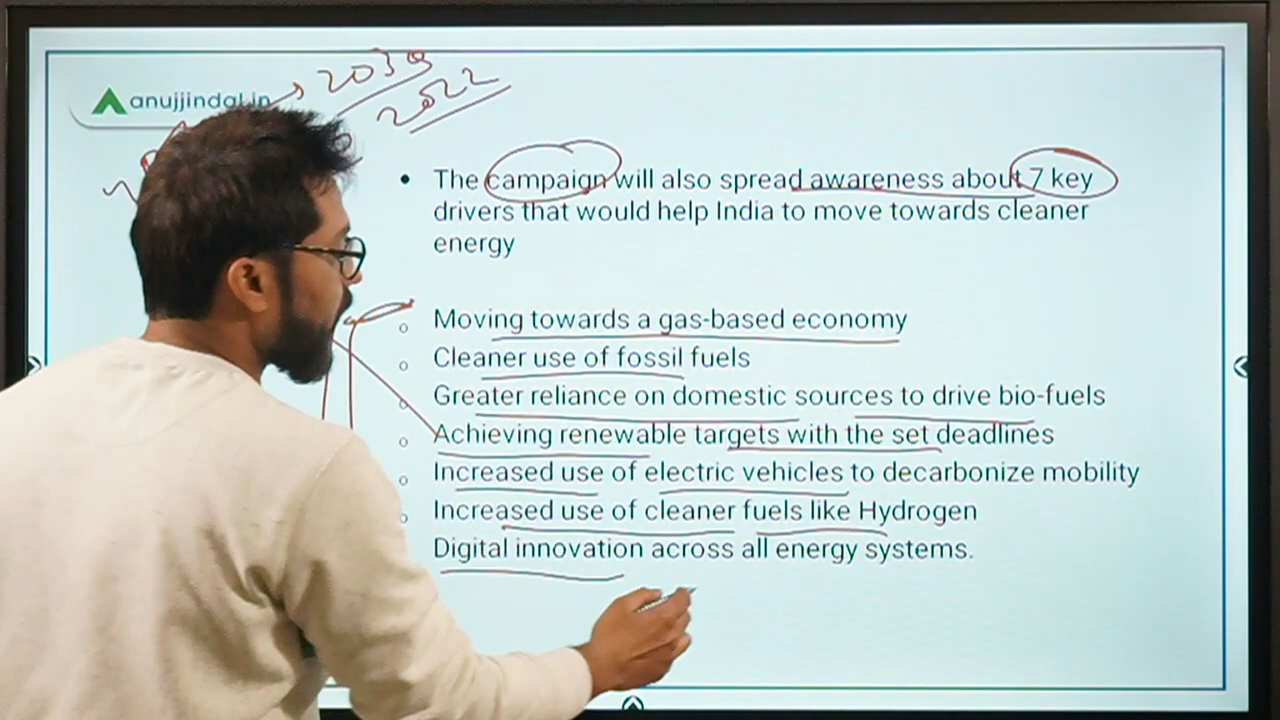 anujjindal.in
2030
2022
The campaign will also spread awareness about 7 key
drivers that would help India to move towards cleaner
energy
Moving towards a gas-based economy
Cleaner use of fossil fuels
Greater reliance on domestic sources to drive bio-fuels
Achieving renewable targets with the set deadlines
Increased use of electric vehicles to decarbonize mobility
Increased use of cleaner fuels like Hydrogen
Digital innovation across all energy systems.